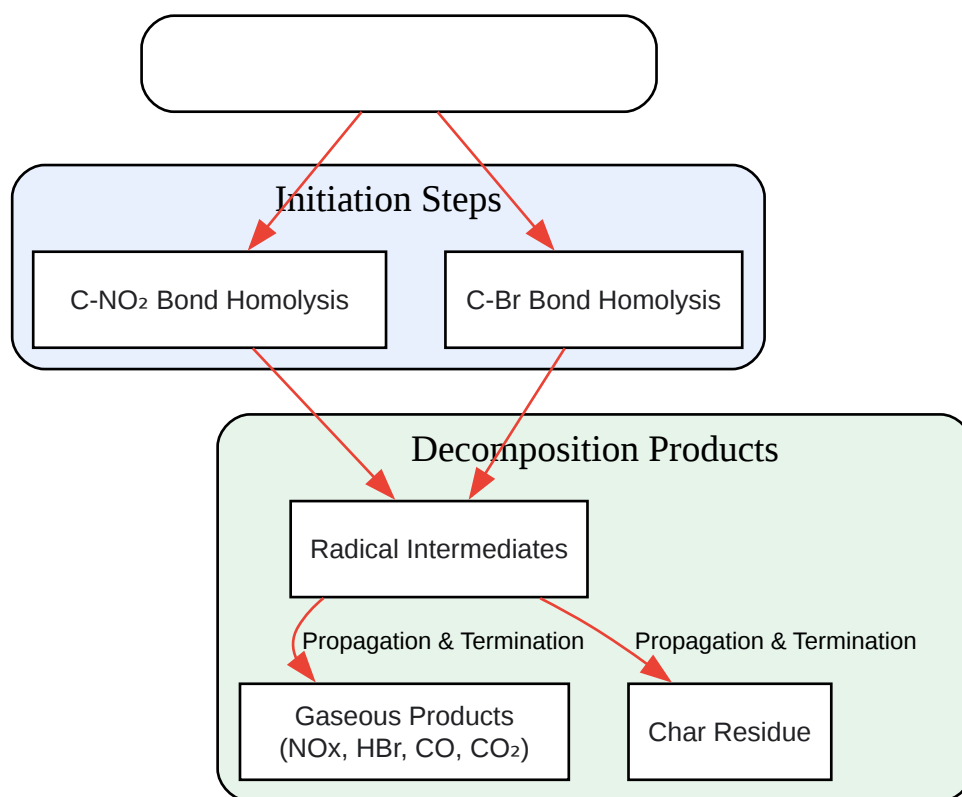 Initiation Steps
C-NO₂ Bond Homolysis
C-Br Bond Homolysis
Decomposition Products
Radical Intermediates
Propagation & Termination
Propagation & Termination
Gaseous Products
(NOx, HBr, CO, CO₂)
Char Residue